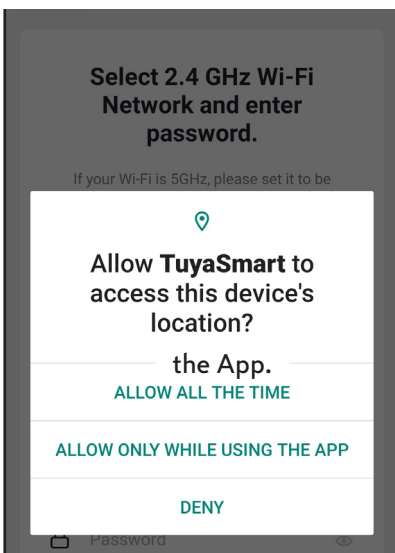 Select 2.4 GHz Wi-Fi
Network and enter
password.
If your Wi-Fi is 5GHz, please set it to be
Allow TuyaSmart to
access this device's
location?
the App.
ALLOW ALL THE TIME
ALLOW ONLY WHILE USING THE APP
DENY
Password